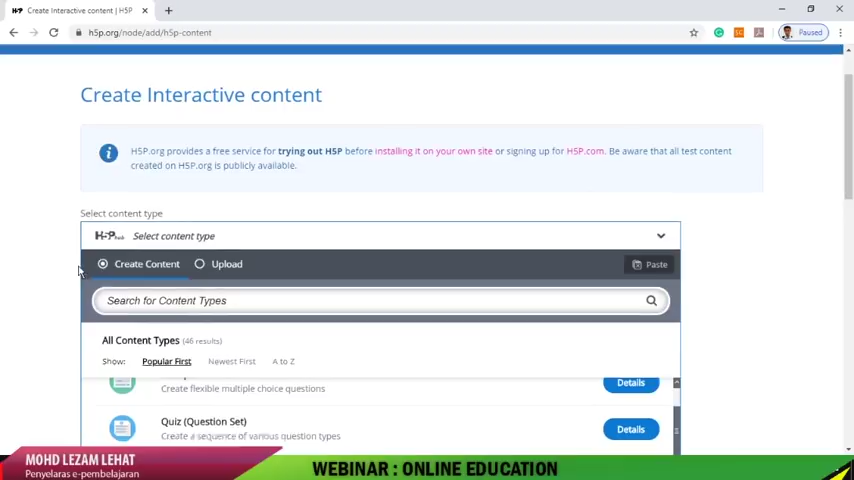 Create Interactive content | H5P
h5p.org/node/add/h5p-content
Paused
Create Interactive content
H5P.org provides a free service for trying out H5P before installing it on your own site or signing up for H5P.com. Be aware that all test content
created on H5P.org is publicly available.
Select content type
H5P hub Select content type
Create Content Upload Paste
Search for Content Types
All Content Types (46 results)
Show: Popular First Newest First A to Z
Create flexible multiple choice questions Details
Quiz (Question Set)
Create a sequence of various question types Details
MOHD LEZAM LEHAT
Penyelaras e-pembelajaran
WEBINAR : ONLINE EDUCATION